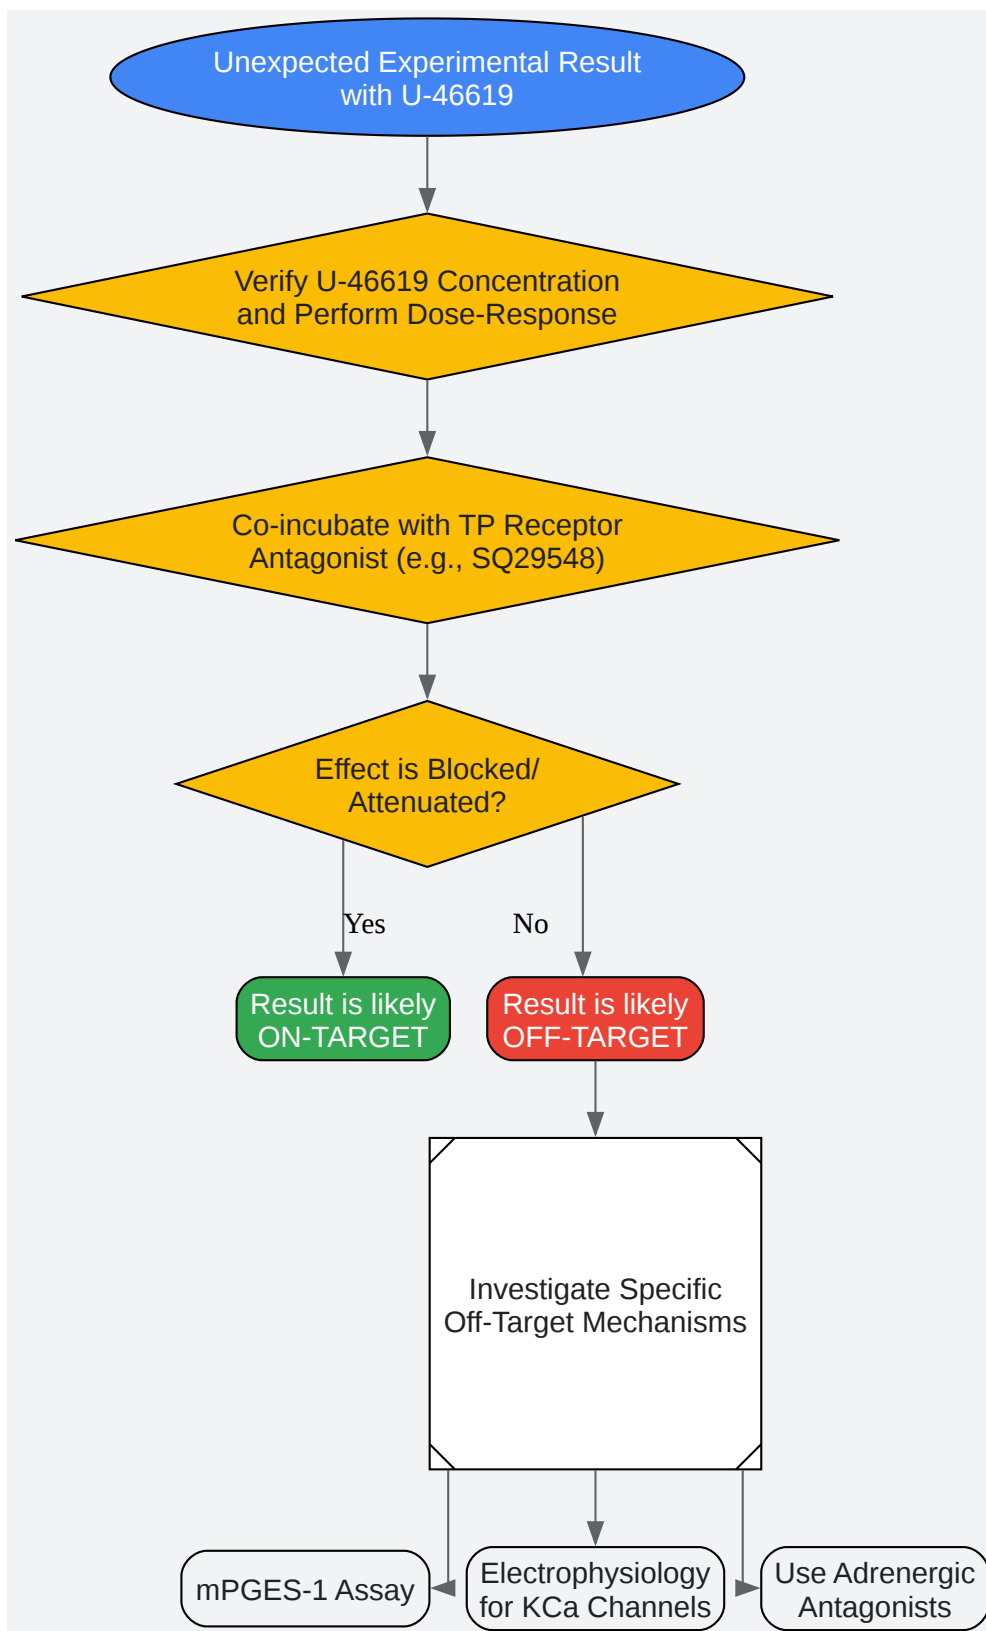 Unexpected Experimental Result
with U-46619
Verify U-46619 Concentration
and Perform Dose-Response
Co-incubate with TP Receptor
Antagonist (e.g., SQ29548)
Effect is Blocked/
Attenuated?
Yes
No
Result is likely
ON-TARGET
Result is likely
OFF-TARGET
Investigate Specific
Off-Target Mechanisms
mPGES-1 Assay
Electrophysiology
for KCa Channels
Use Adrenergic
Antagonists